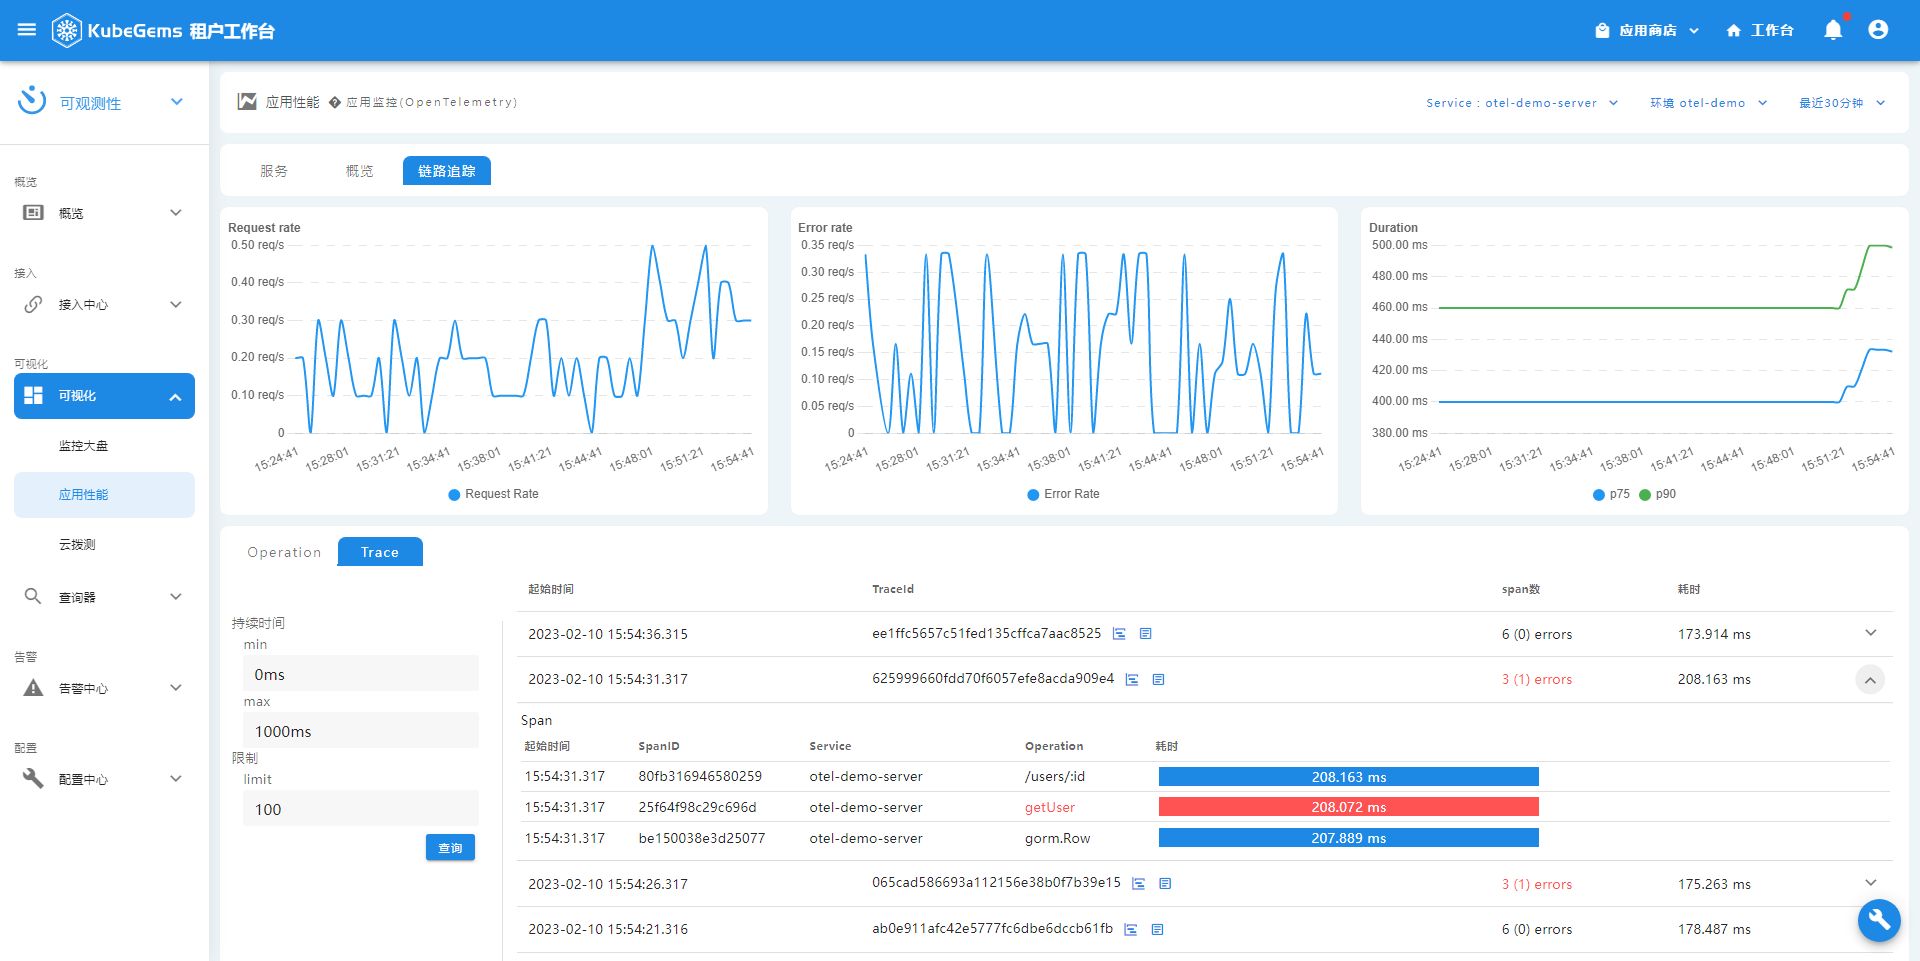 KubeGems 租户工作台
应用商店
工作台
可观测性
概览
概览
接入
接入中心
可视化
可视化
监控大盘
应用性能
云拨测
查询器
告警
告警中心
配置
配置中心
应用性能 应用监控(OpenTelemetry)
Service : otel-demo-server
环境 otel-demo
最近30分钟
服务
概览
链路追踪
Request rate
0.50 req/s
0.40 req/s
0.30 req/s
0.20 req/s
0.10 req/s
0
15:24:41 15:28:01 15:31:21 15:34:41 15:38:01 15:41:21 15:44:41 15:48:01 15:51:21 15:54:41
Request Rate
Error rate
0.35 req/s
0.30 req/s
0.25 req/s
0.20 req/s
0.15 req/s
0.10 req/s
0.05 req/s
0
15:24:41 15:28:01 15:31:21 15:34:41 15:38:01 15:41:21 15:44:41 15:48:01 15:51:21 15:54:41
Error Rate
Duration
500.00 ms
480.00 ms
460.00 ms
440.00 ms
420.00 ms
400.00 ms
380.00 ms
15:24:41 15:28:01 15:31:21 15:34:41 15:38:01 15:41:21 15:44:41 15:48:01 15:51:21 15:54:41
p75 p90
Operation
Trace
持续时间
min
0ms
max
1000ms
限制
limit
100
查询
起始时间 TraceId span数 耗时
2023-02-10 15:54:36.315 ee1ffc5657c51fed135cffca7aac8525 6 (0) errors 173.914 ms
2023-02-10 15:54:31.317 625999660fdd70f6057efe8acda909e4 3 (1) errors 208.163 ms
Span
起始时间 SpanID Service Operation 耗时
15:54:31.317 80fb316946580259 otel-demo-server /users/:id 208.163 ms
15:54:31.317 25f64f98c29c696d otel-demo-server getUser 208.072 ms
15:54:31.317 be150038e3d25077 otel-demo-server gorm.Row 207.889 ms
2023-02-10 15:54:26.317 065cad586693a112156e38b0f7b39e15 3 (1) errors 175.263 ms
2023-02-10 15:54:21.316 ab0e911afc42e5777fc6dbe6dccb61fb 6 (0) errors 178.487 ms